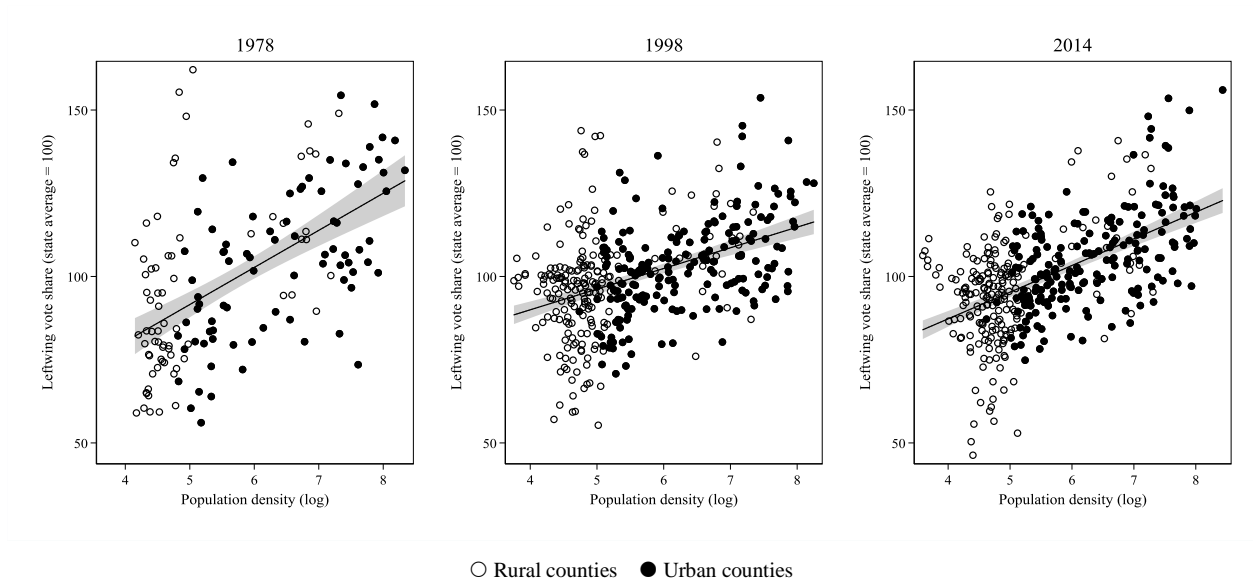 1978
1998
2014
Leftwing vote share (state average = 100)
150
100
50
4 5 6 7 8
Population density (log)
Leftwing vote share (state average = 100)
150
100
50
4 5 6 7 8
Population density (log)
Leftwing vote share (state average = 100)
150
100
50
4 5 6 7 8
Population density (log)
Rural counties Urban counties